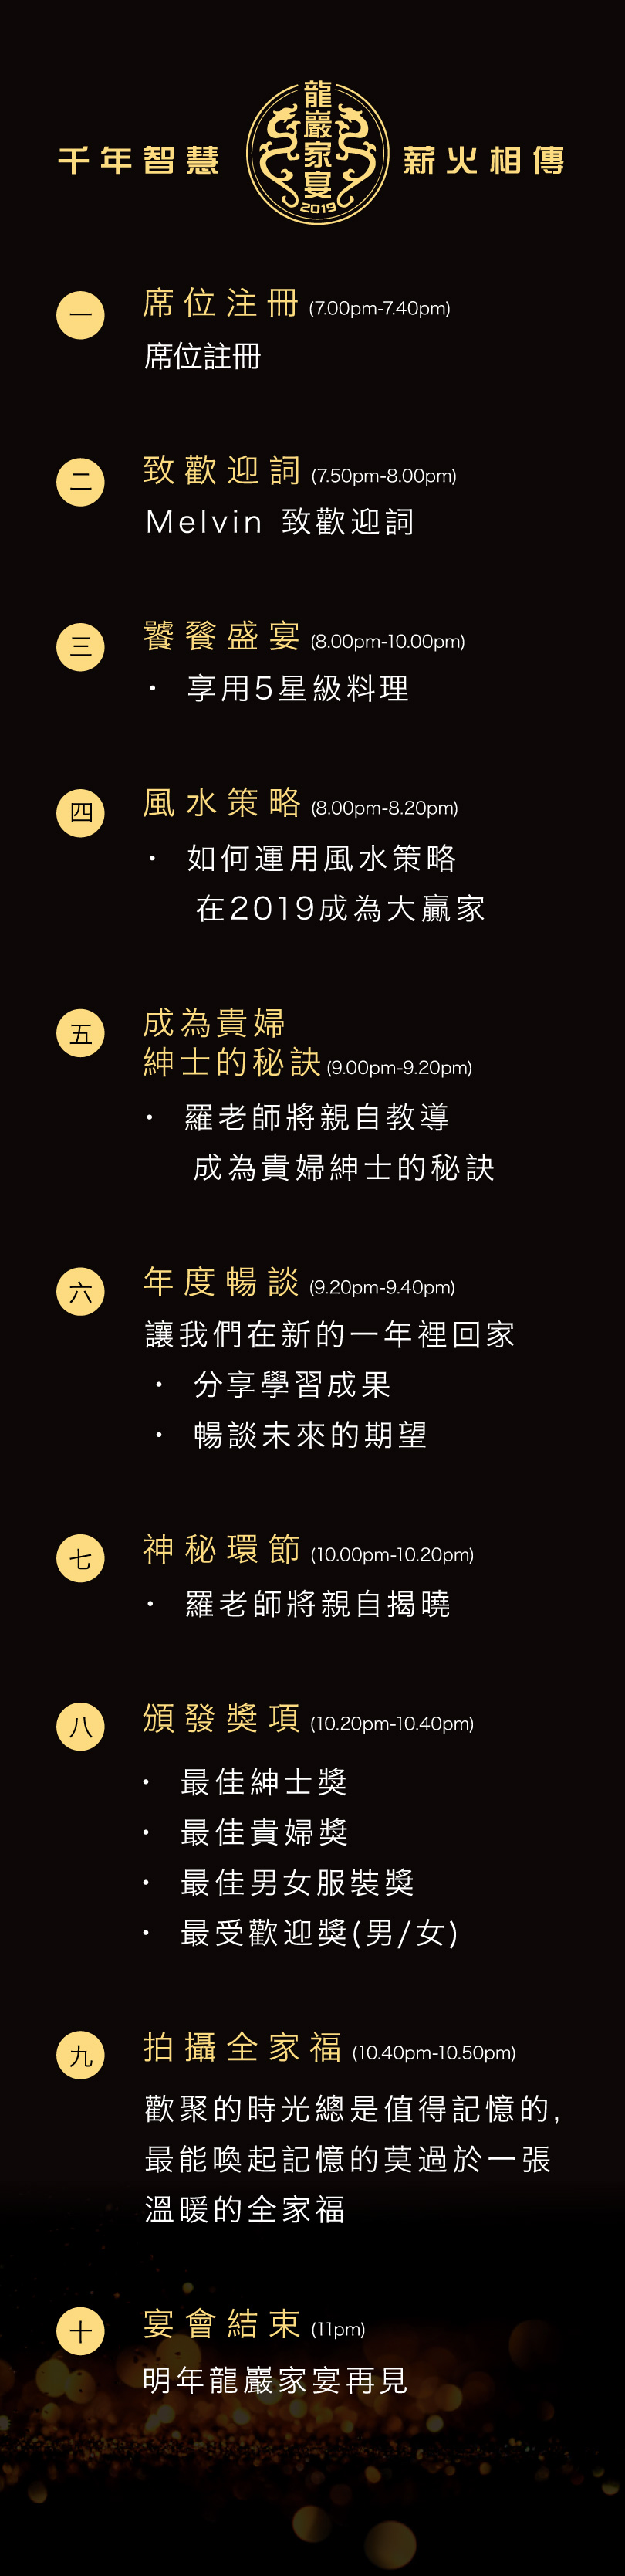 千年智慧
龍巖家宴
2019
薪火相傳
一
席位注冊 (7.00pm-7.40pm)
席位註冊
二
致歡迎詞 (7.50pm-8.00pm)
Melvin 致歡迎詞
三
饕餮盛宴 (8.00pm-10.00pm)
• 享用5星級料理
四
風水策略 (8.00pm-8.20pm)
• 如何運用風水策略
在2019成為大贏家
五
成為貴婦
紳士的秘訣 (9.00pm-9.20pm)
• 羅老師將親自教導
成為貴婦紳士的秘訣
六
年度暢談 (9.20pm-9.40pm)
讓我們在新的一年裡回家
• 分享學習成果
• 暢談未來的期望
七
神秘環節 (10.00pm-10.20pm)
• 羅老師將親自揭曉
八
頒發獎項 (10.20pm-10.40pm)
• 最佳紳士獎
• 最佳貴婦獎
• 最佳男女服裝獎
• 最受歡迎獎(男/女)
九
拍攝全家福 (10.40pm-10.50pm)
歡聚的時光總是值得記憶的,
最能喚起記憶的莫過於一張
溫暖的全家福
十
宴會結束 (11pm)
明年龍巖家宴再見